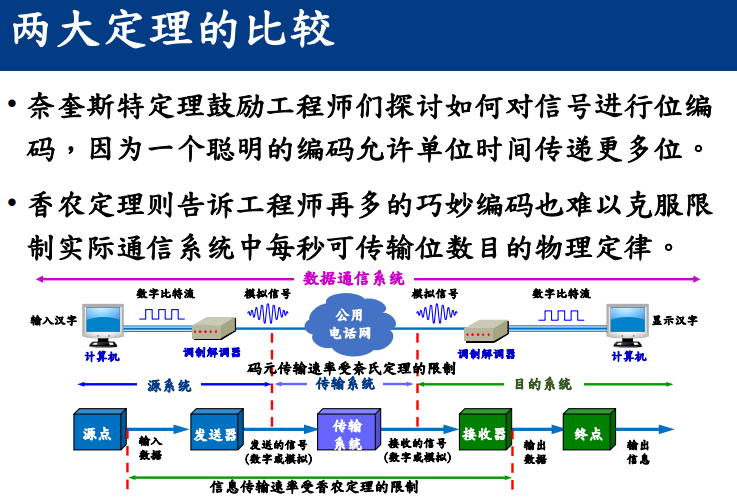 两大定理的比较
• 奈奎斯特定理鼓励工程师们探讨如何对信号进行位编
码，因为一个聪明的编码允许单位时间传递更多位。
• 香农定理则告诉工程师再多的巧妙编码也难以克服限
制实际通信系统中每秒可传输位数目的物理定律。
数据通信系统
数字比特流
模拟信号
模拟信号
数字比特流
输入汉字
公用
电话网
显示汉字
计算机
调制解调器
调制解调器
计算机
码元传输速率受奈氏定理的限制
源系统
传输系统
目的系统
源点
输入
数据
发送器
发送的信号
(数字或模拟)
传输
系统
接收的信号
(数字或模拟)
接收器
输出
数据
终点
输出
信息
信息传输速率受香农定理的限制